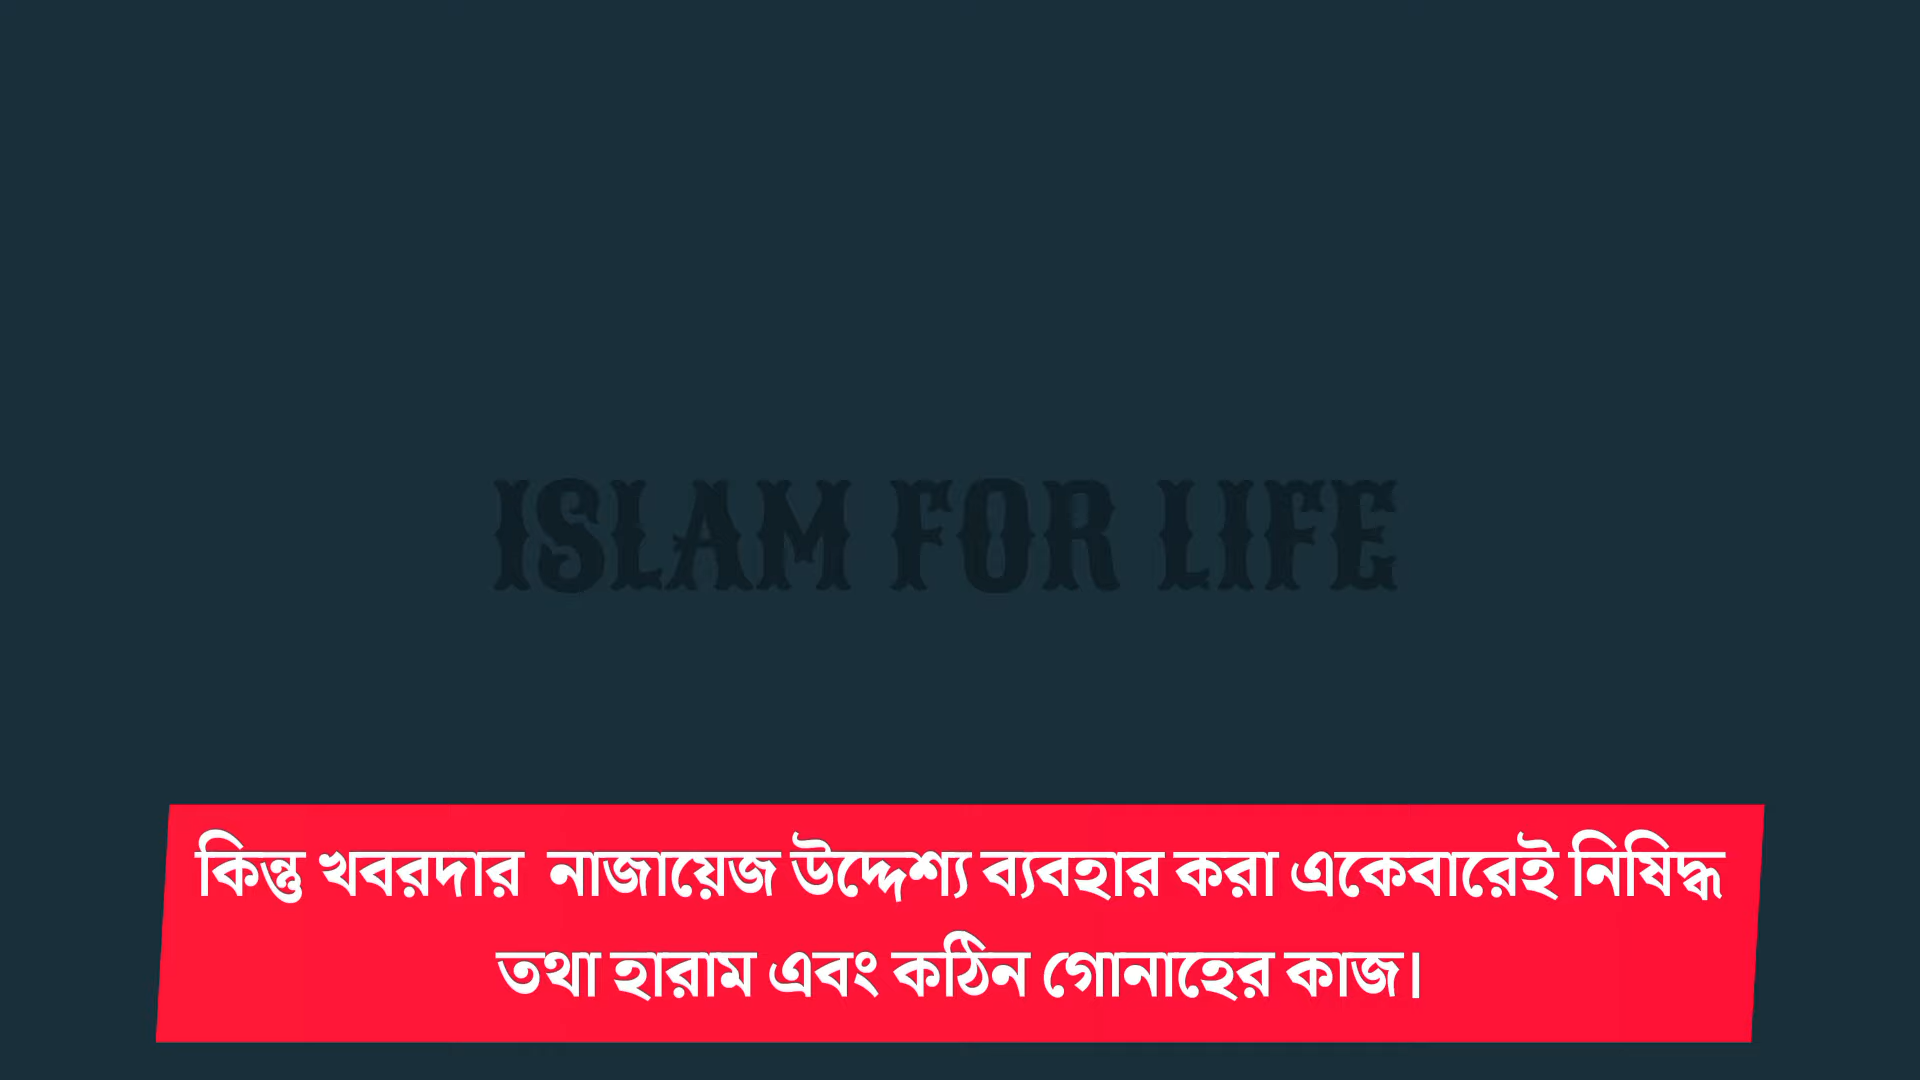 ISLAM FOR LIFE
কিন্তু খবরদার নাজায়েজ উদ্দেশ্য ব্যবহার করা একেবারেই নিষিদ্ধ
তথা হারাম এবং কঠিন গোনাহের কাজ।